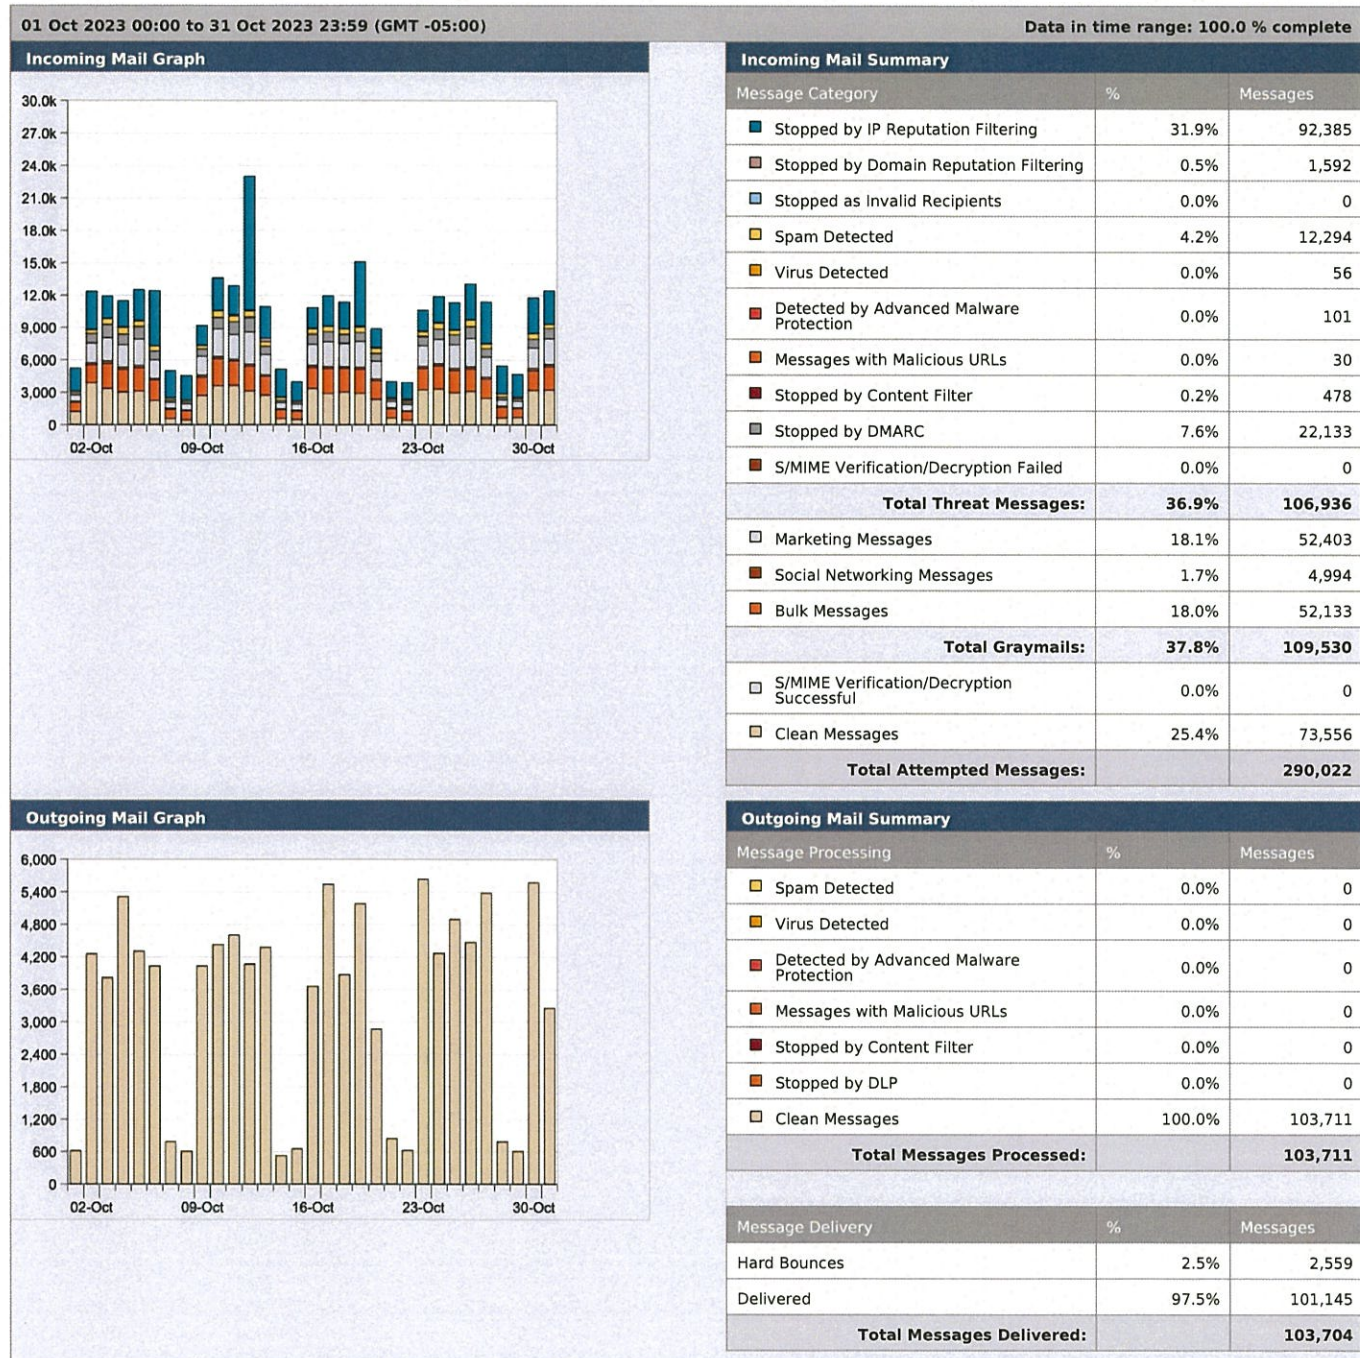 01 Oct 2023 00:00 to 31 Oct 2023 23:59 (GMT -05:00) Data in time range: 100.0 % complete
Incoming Mail Graph
30.0k
27.0k
24.0k
21.0k
18.0k
15.0k
12.0k
9,000
6,000
3,000
0
02-Oct 09-Oct 16-Oct 23-Oct 30-Oct
Incoming Mail Summary
Message Category % Messages
Stopped by IP Reputation Filtering 31.9% 92,385
Stopped by Domain Reputation Filtering 0.5% 1,592
Stopped as Invalid Recipients 0.0% 0
Spam Detected 4.2% 12,294
Virus Detected 0.0% 56
Detected by Advanced Malware
Protection 0.0% 101
Messages with Malicious URLs 0.0% 30
Stopped by Content Filter 0.2% 478
Stopped by DMARC 7.6% 22,133
S/MIME Verification/Decryption Failed 0.0% 0
Total Threat Messages: 36.9% 106,936
Marketing Messages 18.1% 52,403
Social Networking Messages 1.7% 4,994
Bulk Messages 18.0% 52,133
Total Graymails: 37.8% 109,530
S/MIME Verification/Decryption
Successful 0.0% 0
Clean Messages 25.4% 73,556
Total Attempted Messages: 290,022
Outgoing Mail Graph
6,000
5,400
4,800
4,200
3,600
3,000
2,400
1,800
1,200
600
0
02-Oct 09-Oct 16-Oct 23-Oct 30-Oct
Outgoing Mail Summary
Message Processing % Messages
Spam Detected 0.0% 0
Virus Detected 0.0% 0
Detected by Advanced Malware
Protection 0.0% 0
Messages with Malicious URLs 0.0% 0
Stopped by Content Filter 0.0% 0
Stopped by DLP 0.0% 0
Clean Messages 100.0% 103,711
Total Messages Processed: 103,711
Message Delivery % Messages
Hard Bounces 2.5% 2,559
Delivered 97.5% 101,145
Total Messages Delivered: 103,704